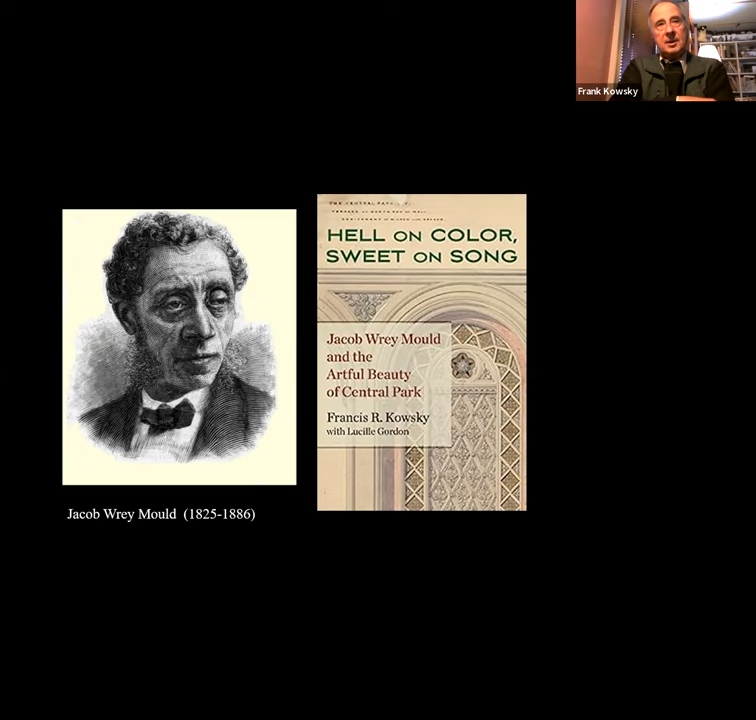 Frank Kowsky
HELL ON COLOR,
SWEET ON SONG
Jacob Wrey Mould
and the
Artful Beauty
of Central Park
Francis R. Kowsky
with Lucille Gordon
Jacob Wrey Mould (1825-1886)